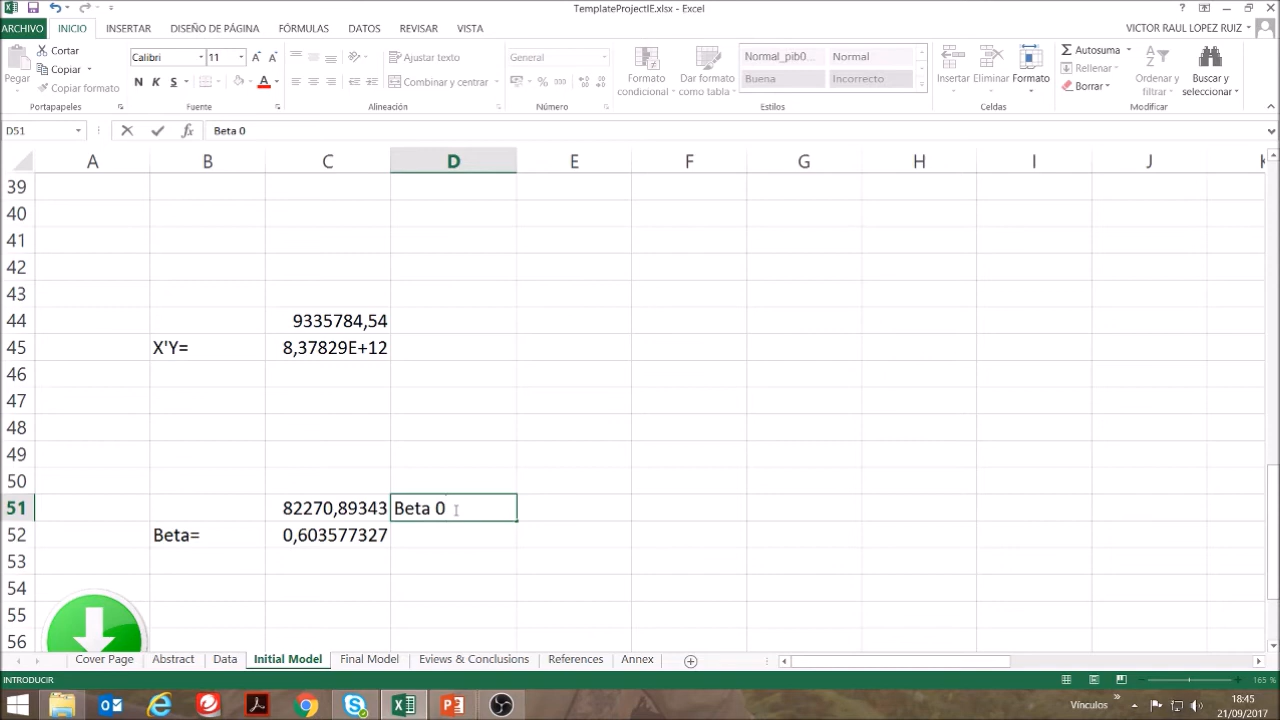 TemplateProjectIE.xlsx - Excel
ARCHIVO INICIO INSERTAR DISEÑO DE PÁGINA FÓRMULAS DATOS REVISAR VISTA VICTOR RAUL LOPEZ RUIZ
Pegar
Cortar
Copiar
Copiar formato
Portapapeles
Calibri 11
N K S
Fuente
Ajustar texto
Combinar y centrar
Alineación
General
% 000
Número
Formato condicional
Dar formato como tabla
Normal_pib0... Normal
Buena Incorrecto
Estilos
Insertar Eliminar Formato
Celdas
Autosuma
Rellenar
Borrar
Ordenar y filtrar
Buscar y seleccionar
Modificar
D51 fx Beta 0
A B C D E F G H I J K
39
40
41
42
43
44 9335784,54
45 X'Y= 8,37829E+12
46
47
48
49
50
51 82270,89343 Beta 0
52 Beta= 0,603577327
53
54
55
56
Cover Page Abstract Data Initial Model Final Model Eviews & Conclusions References Annex
INTRODUCIR 165 %
Vínculos
18:45
21/09/2017